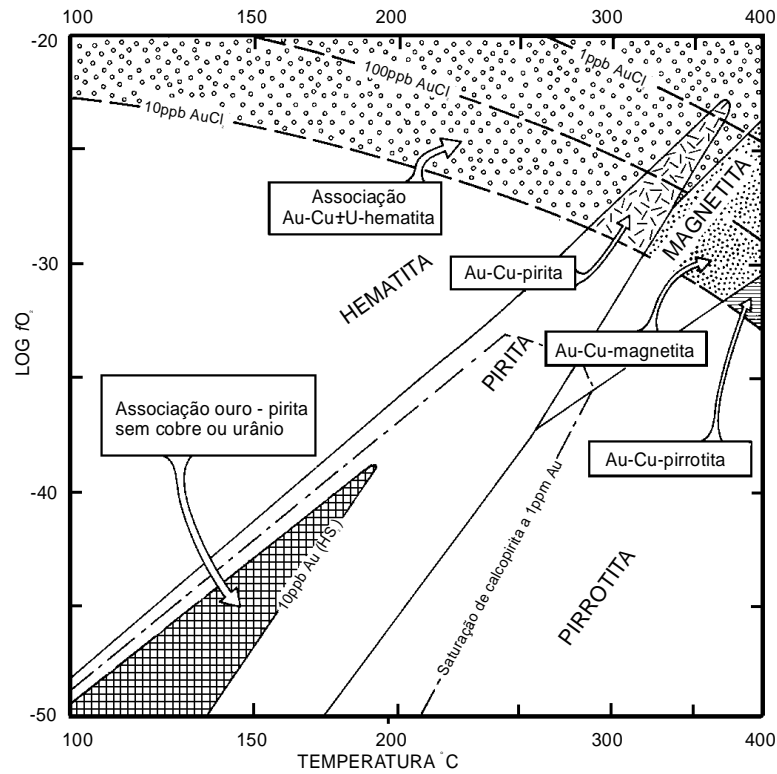 100 150 200 300 400
-20
-30
-40
-50
LOG fO₂
1ppb AuCl
100ppb AuCl
10ppb AuCl
Associação
Au-Cu±U-hematita
HEMATITA
MAGNETITA
Au-Cu-pirita
Au-Cu-magnetita
PIRITA
Associação ouro - pirita
sem cobre ou urânio
Au-Cu-pirrotita
10ppb Au (HS)
Saturação de calcopirita a 1ppm Au
PIRROTITA
100 150 200 300 400
TEMPERATURA °C